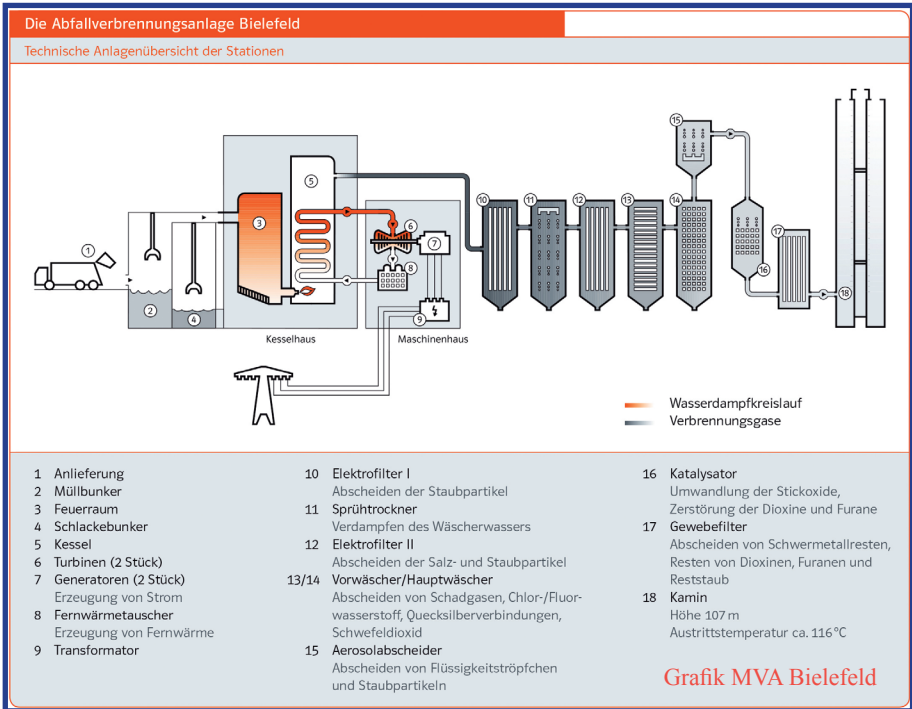 Die Abfallverbrennungsanlage Bielefeld
Technische Anlagenübersicht der Stationen
1
2
3
4
5
6
7
8
9
10
11
12
13
14
15
16
17
18
Kesselhaus
Maschinenhaus
Wasserdampfkreislauf
Verbrennungsgase
1 Anlieferung
2 Müllbunker
3 Feuerraum
4 Schlackebunker
5 Kessel
6 Turbinen (2 Stück)
7 Generatoren (2 Stück)
Erzeugung von Strom
8 Fernwärmetauscher
Erzeugung von Fernwärme
9 Transformator
10 Elektrofilter I
Abscheiden der Staubpartikel
11 Sprühtrockner
Verdampfen des Wäscherwassers
12 Elektrofilter II
Abscheiden der Salz- und Staubpartikel
13/14 Vorwäscher/Hauptwäscher
Abscheiden von Schadgasen, Chlor-/Fluor-
wasserstoff, Quecksilberverbindungen,
Schwefeldioxid
15 Aerosolabscheider
Abscheiden von Flüssigkeitströpfchen
und Staubpartikeln
16 Katalysator
Umwandlung der Stickoxide,
Zerstörung der Dioxine und Furane
17 Gewebefilter
Abscheiden von Schwermetallresten,
Resten von Dioxinen, Furanen und
Reststaub
18 Kamin
Höhe 107 m
Austrittstemperatur ca. 116 °C
Grafik MVA Bielefeld